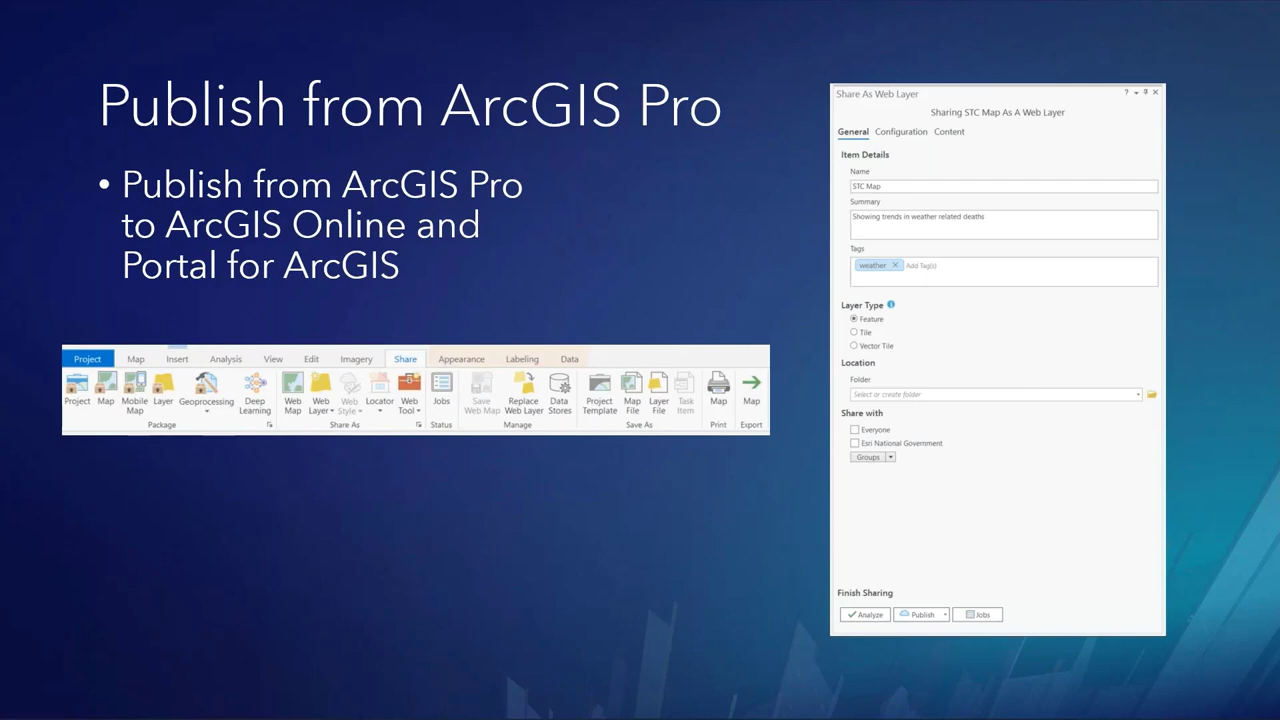 Publish from ArcGIS Pro
• Publish from ArcGIS Pro
to ArcGIS Online and
Portal for ArcGIS
Project Map Insert Analysis View Edit Imagery Share Appearance Labeling Data
Project Map Mobile Map Layer Geoprocessing Deep Learning Web Map Web Layer Web Style Locator Web Tool Jobs Save Web Map Replace Web Layer Data Stores Project Template Map File Layer File Task Item Map Map
Package Share As Status Manage Save As Print Export
Share As Web Layer ?
Sharing STC Map As A Web Layer
General Configuration Content
Item Details
Name
STC Map
Summary
Showing trends in weather related deaths
Tags
weather Add Tag(s)
Layer Type
Feature
Tile
Vector Tile
Location
Folder
Select or create folder
Share with
Everyone
Esri National Government
Groups
Finish Sharing
Analyze Publish Jobs